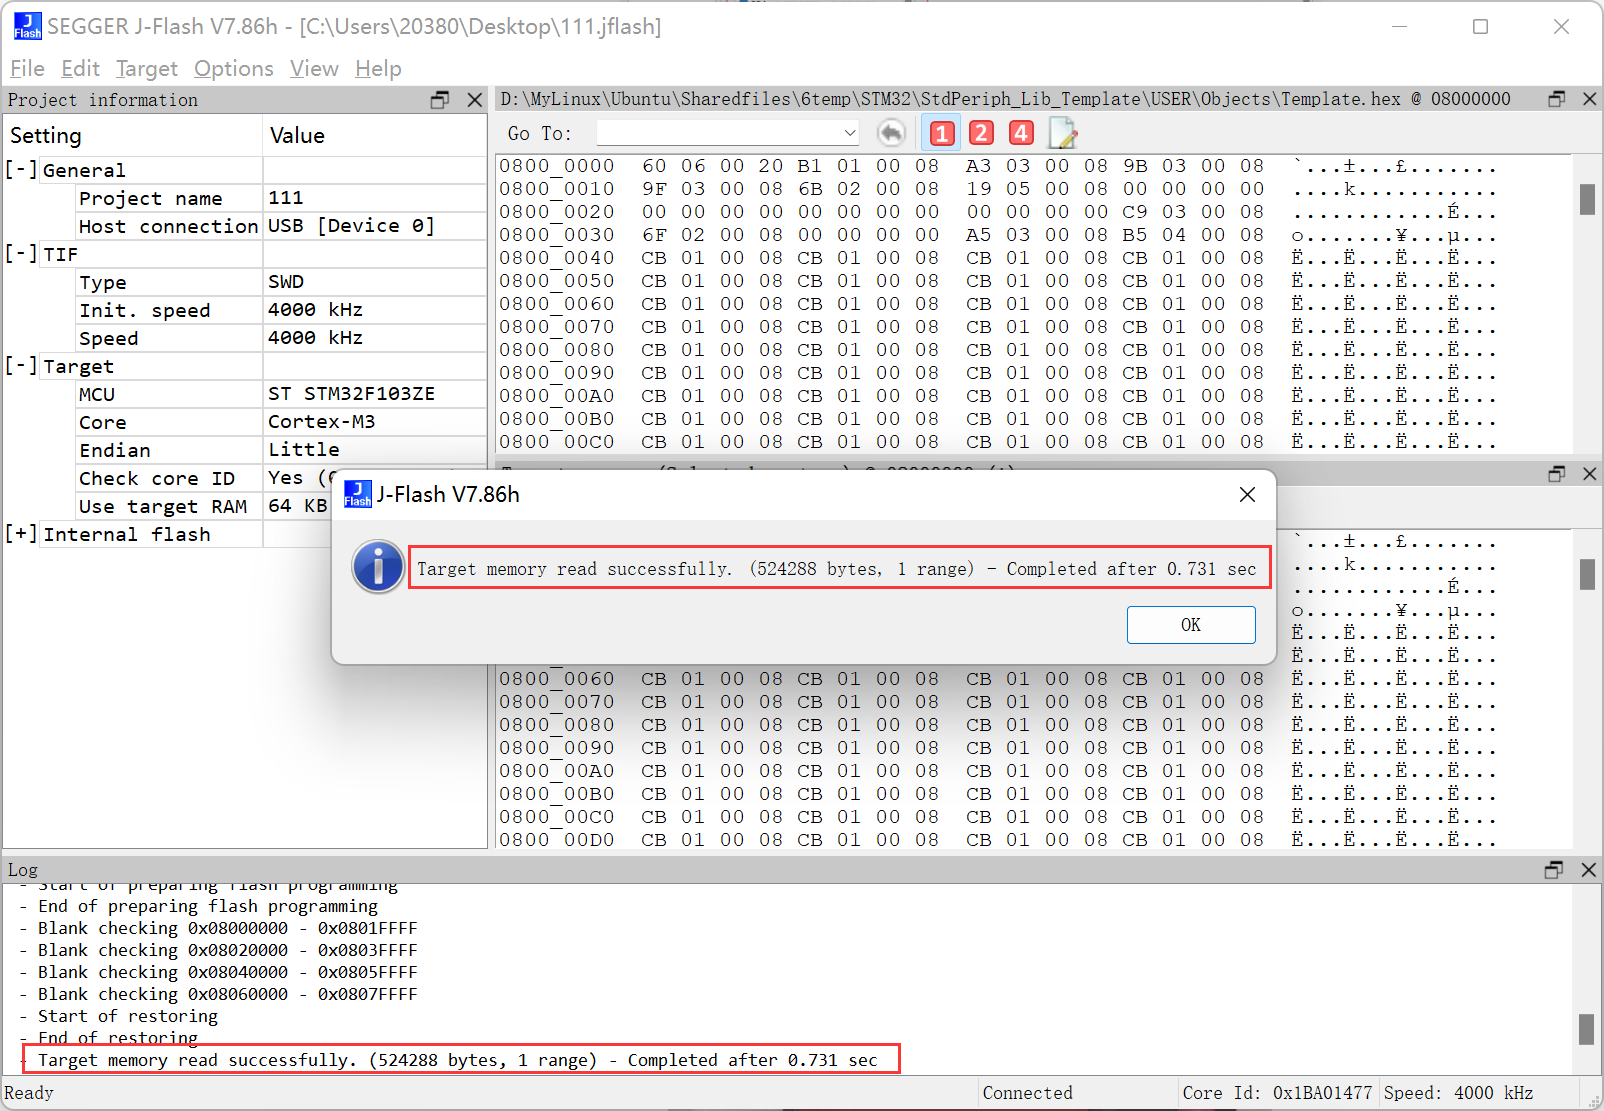 SEGGER J-Flash V7.86h - [C:\Users\20380\Desktop\111.jflash]
File Edit Target Options View Help
Project information
Setting Value
[-] General
Project name 111
Host connection USB [Device 0]
[-] TIF
Type SWD
Init. speed 4000 kHz
Speed 4000 kHz
[-] Target
MCU ST STM32F103ZE
Core Cortex-M3
Endian Little
Check core ID Yes
Use target RAM 64 KB
[+] Internal flash
D:\MyLinux\Ubuntu\Sharedfiles\6temp\STM32\StdPeriph_Lib_Template\USER\Objects\Template.hex @ 08000000
Go To: 1 2 4
0800_0000 60 06 00 20 B1 01 00 08 A3 03 00 08 9B 03 00 08 `...±...£.......
0800_0010 9F 03 00 08 6B 02 00 08 19 05 00 08 00 00 00 00 ....k...........
0800_0020 00 00 00 00 00 00 00 00 00 00 00 00 C9 03 00 08 ............É...
0800_0030 6F 02 00 08 00 00 00 00 A5 03 00 08 B5 04 00 08 o.......¥...µ...
0800_0040 CB 01 00 08 CB 01 00 08 CB 01 00 08 CB 01 00 08 Ë...Ë...Ë...Ë...
0800_0050 CB 01 00 08 CB 01 00 08 CB 01 00 08 CB 01 00 08 Ë...Ë...Ë...Ë...
0800_0060 CB 01 00 08 CB 01 00 08 CB 01 00 08 CB 01 00 08 Ë...Ë...Ë...Ë...
0800_0070 CB 01 00 08 CB 01 00 08 CB 01 00 08 CB 01 00 08 Ë...Ë...Ë...Ë...
0800_0080 CB 01 00 08 CB 01 00 08 CB 01 00 08 CB 01 00 08 Ë...Ë...Ë...Ë...
0800_0090 CB 01 00 08 CB 01 00 08 CB 01 00 08 CB 01 00 08 Ë...Ë...Ë...Ë...
0800_00A0 CB 01 00 08 CB 01 00 08 CB 01 00 08 CB 01 00 08 Ë...Ë...Ë...Ë...
0800_00B0 CB 01 00 08 CB 01 00 08 CB 01 00 08 CB 01 00 08 Ë...Ë...Ë...Ë...
0800_00C0 CB 01 00 08 CB 01 00 08 CB 01 00 08 CB 01 00 08 Ë...Ë...Ë...Ë...
J-Flash V7.86h
Target memory read successfully. (524288 bytes, 1 range) - Completed after 0.731 sec
OK
`...±...£.......
....k...........
............É...
o.......¥...µ...
Ë...Ë...Ë...Ë...
Ë...Ë...Ë...Ë...
0800_0060 CB 01 00 08 CB 01 00 08 CB 01 00 08 CB 01 00 08 Ë...Ë...Ë...Ë...
0800_0070 CB 01 00 08 CB 01 00 08 CB 01 00 08 CB 01 00 08 Ë...Ë...Ë...Ë...
0800_0080 CB 01 00 08 CB 01 00 08 CB 01 00 08 CB 01 00 08 Ë...Ë...Ë...Ë...
0800_0090 CB 01 00 08 CB 01 00 08 CB 01 00 08 CB 01 00 08 Ë...Ë...Ë...Ë...
0800_00A0 CB 01 00 08 CB 01 00 08 CB 01 00 08 CB 01 00 08 Ë...Ë...Ë...Ë...
0800_00B0 CB 01 00 08 CB 01 00 08 CB 01 00 08 CB 01 00 08 Ë...Ë...Ë...Ë...
0800_00C0 CB 01 00 08 CB 01 00 08 CB 01 00 08 CB 01 00 08 Ë...Ë...Ë...Ë...
0800_00D0 CB 01 00 08 CB 01 00 08 CB 01 00 08 CB 01 00 08 Ë...Ë...Ë...Ë...
Log
- Start of preparing flash programming
- End of preparing flash programming
- Blank checking 0x08000000 - 0x0801FFFF
- Blank checking 0x08020000 - 0x0803FFFF
- Blank checking 0x08040000 - 0x0805FFFF
- Blank checking 0x08060000 - 0x0807FFFF
- Start of restoring
- End of restoring
- Target memory read successfully. (524288 bytes, 1 range) - Completed after 0.731 sec
Ready Connected Core Id: 0x1BA01477 Speed: 4000 kHz